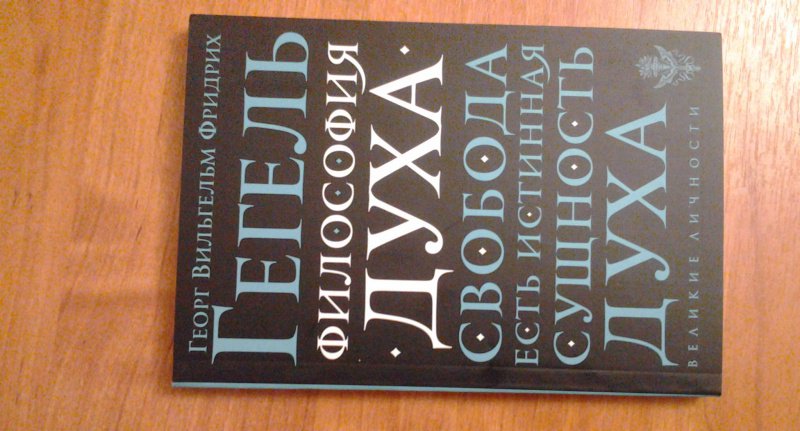 Георг Вильгельм Фридрих
Гегель
Философия
Духа
Свобода
есть истинная
сущность
духа
Великие личности